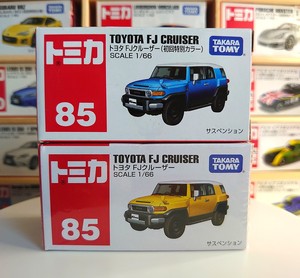 トミカ
85
TOYOTA FJ CRUISER
トヨタ FJクルーザー(初回特別カラー)
SCALE 1/66
TAKARA
TOMY
サスペンション
トミカ
85
TOYOTA FJ CRUISER
トヨタ FJクルーザー
SCALE 1/66
TAKARA
TOMY
サスペンション